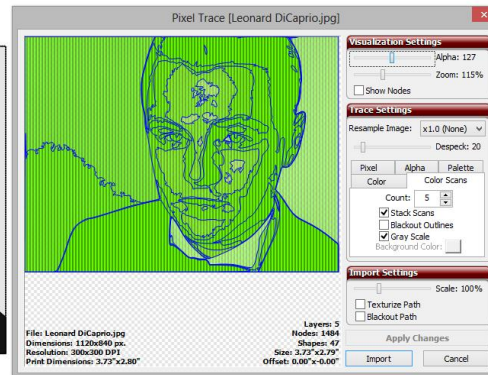 Pixel Trace [Leonard DiCaprio.jpg]
Visualization Settings
Alpha: 127
Zoom: 115%
Show Nodes
Trace Settings
Resample Image: x1.0 (None)
Despeck: 20
Pixel Alpha Palette
Color Color Scans
Count: 5
Stack Scans
Blackout Outlines
Gray Scale
Background Color:
Import Settings
Scale: 100%
Texturize Path
Blackout Path
Apply Changes
Import Cancel
Layers: 5
File: Leonard DiCaprio.jpg Nodes: 1484
Dimensions: 1120x840 px. Shapes: 47
Resolution: 300x300 DPI Size: 3.73"x2.79"
Print Dimensions: 3.73"x2.80" Offset: 0.00"x-0.00"